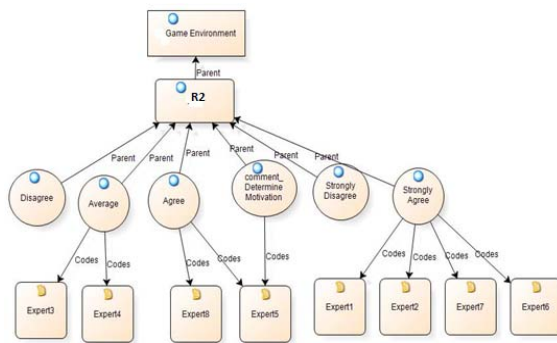 Game Environment
Parent
R2
Parent Parent Parent Parent Parent Parent
Disagree
Average
Agree
comment_
Determine
Motivation
Strongly
Disagree
Strongly
Agree
Codes Codes Codes Codes Codes Codes Codes Codes Codes
Expert3
Expert4
Expert8
Expert5
Expert1
Expert2
Expert7
Expert6